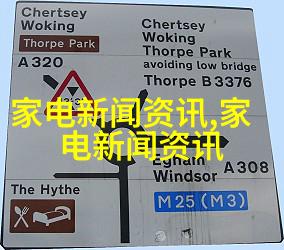 Chertsey
Woking
Thorpe Park
A320
Chertsey
Woking
Thorpe Park
avoiding low bridge
Thorpe B3376
家电新闻资讯,家
电新闻资讯
Egham
Windsor
A308
M25 (M3)
The Hythe